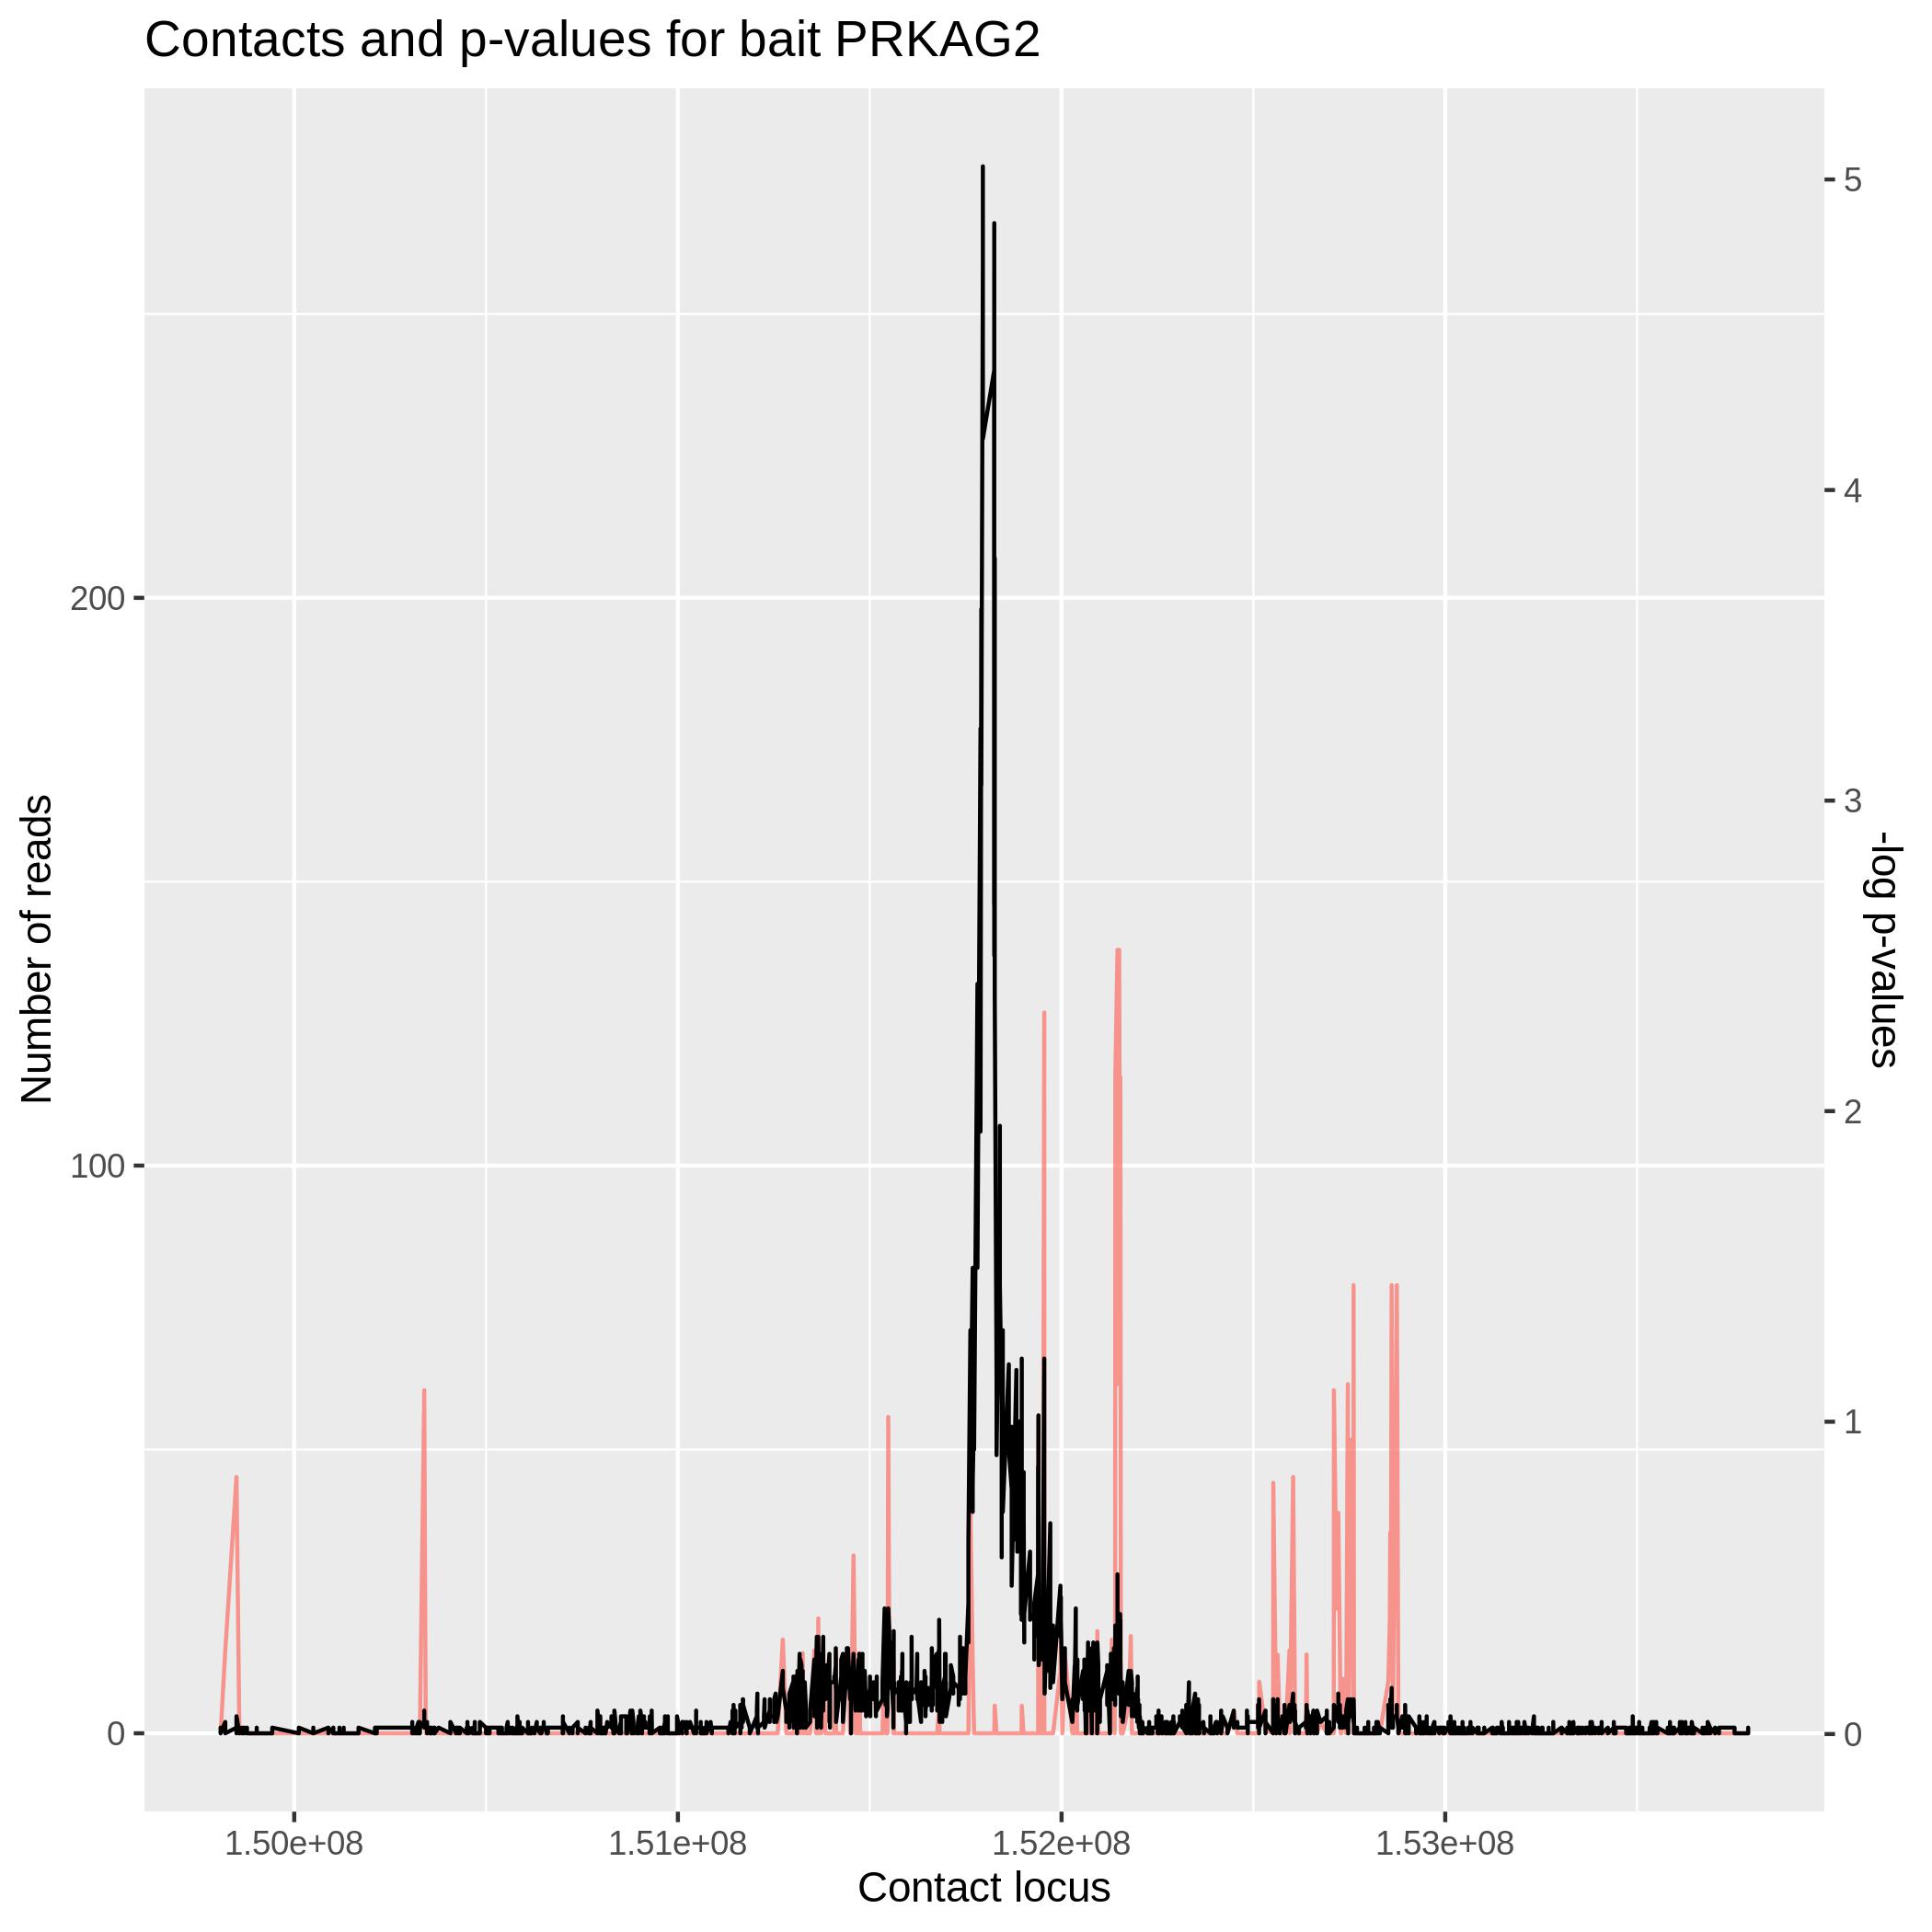 Contacts and p-values for bait PRKAG2
Number of reads
200
100
0
5
4
3
2
1
0
-log p-values
1.50e+08
1.51e+08
1.52e+08
1.53e+08
Contact locus